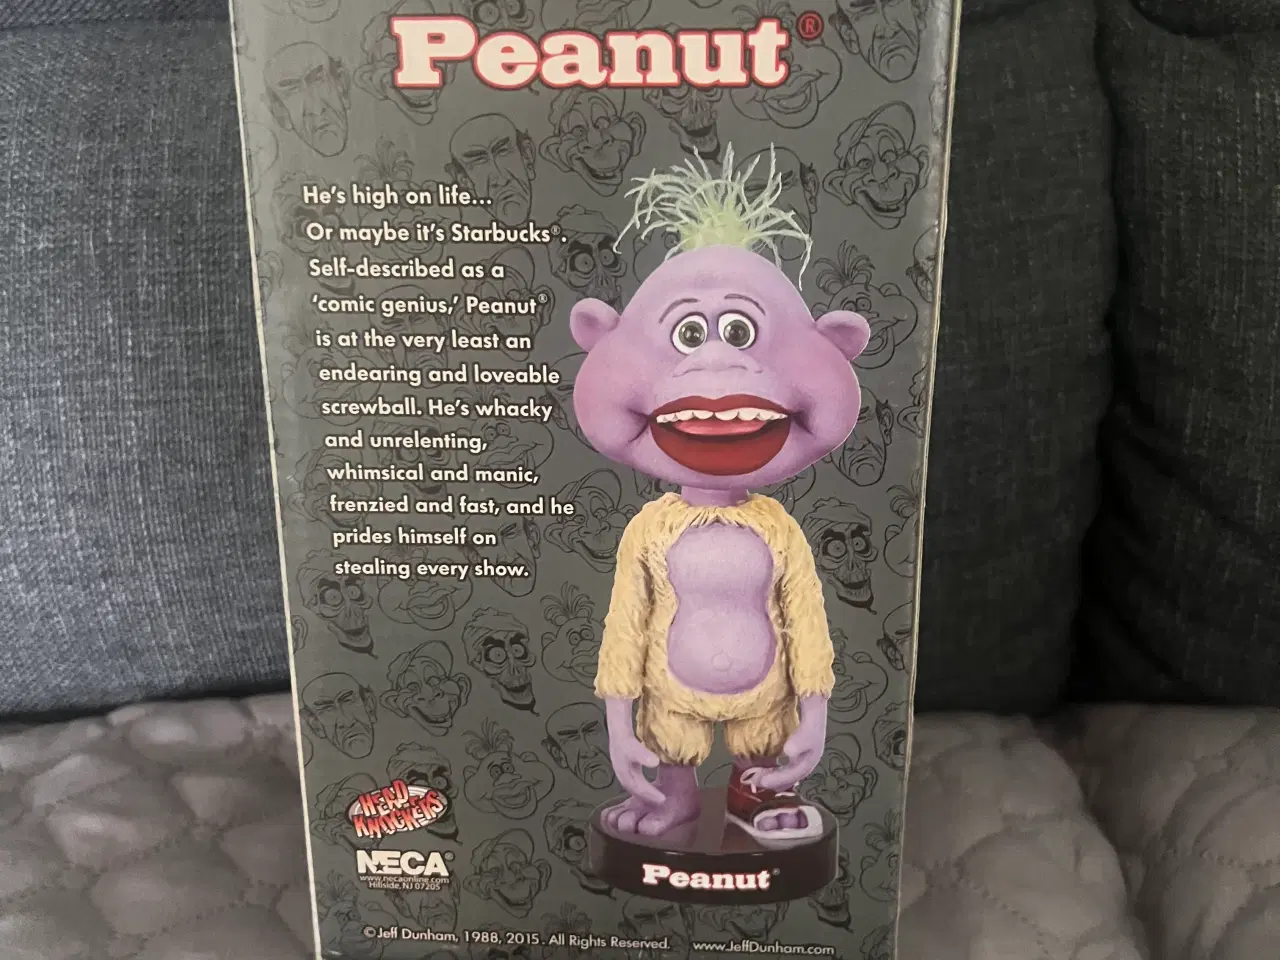 Peanut®
He's high on life...
Or maybe it's Starbucks®.
Self-described as a
'comic genius,' Peanut®
is at the very least an
endearing and loveable
screwball. He's whacky
and unrelenting,
whimsical and manic,
frenzied and fast, and he
prides himself on
stealing every show.
HEAD
KNOCKERS
NECA®
www.necaonline.com
Hillside, NJ 07205
Peanut®
©Jeff Dunham, 1988, 2015. All Rights Reserved. www.JeffDunham.com